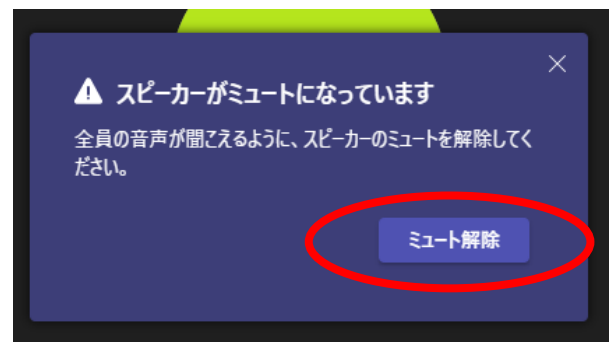 スピーカーがミュートになっています
全員の音声が聞こえるように、スピーカーのミュートを解除してく
ださい。
ミュート解除